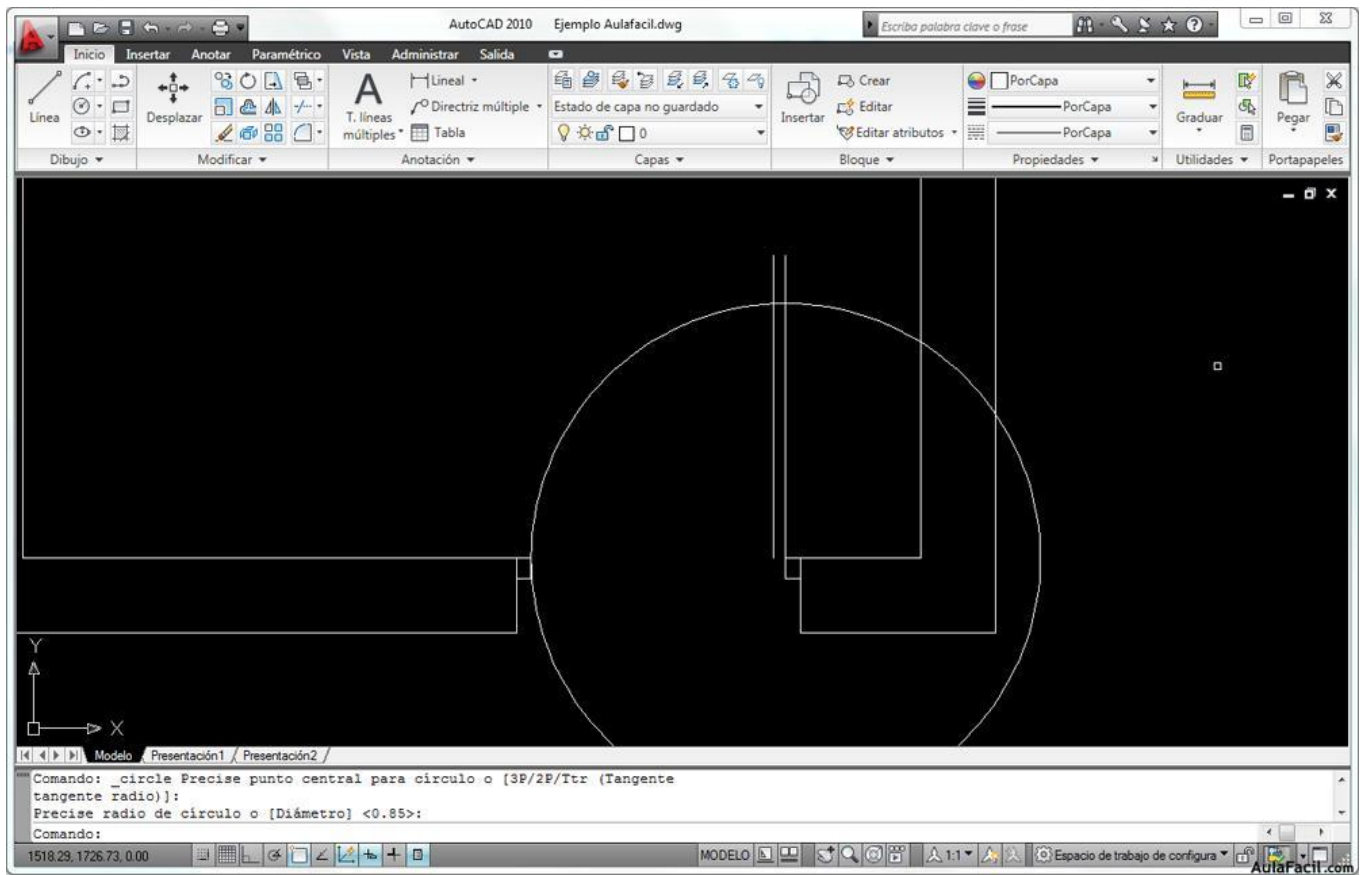 AutoCAD 2010 Ejemplo Aulafacil.dwg
Escriba palabra clave o frase
Inicio Insertar Anotar Paramétrico Vista Administrar Salida
Línea
Desplazar
A
T. líneas
múltiples
Lineal
Directriz múltiple
Tabla
Estado de capa no guardado
0
Insertar
Crear
Editar
Editar atributos
PorCapa
PorCapa
PorCapa
Graduar
Pegar
Dibujo Modificar Anotación Capas Bloque Propiedades Utilidades Portapapeles
Y
X
Modelo Presentación1 Presentación2
Comando: _circle Precise punto central para círculo o [3P/2P/Ttr (Tangente
tangente radio)]:
Precise radio de círculo o [Diámetro] <0.85>:
Comando:
1518.29, 1726.73, 0.00 MODELO 1:1 Espacio de trabajo de configura
AulaFacil.com